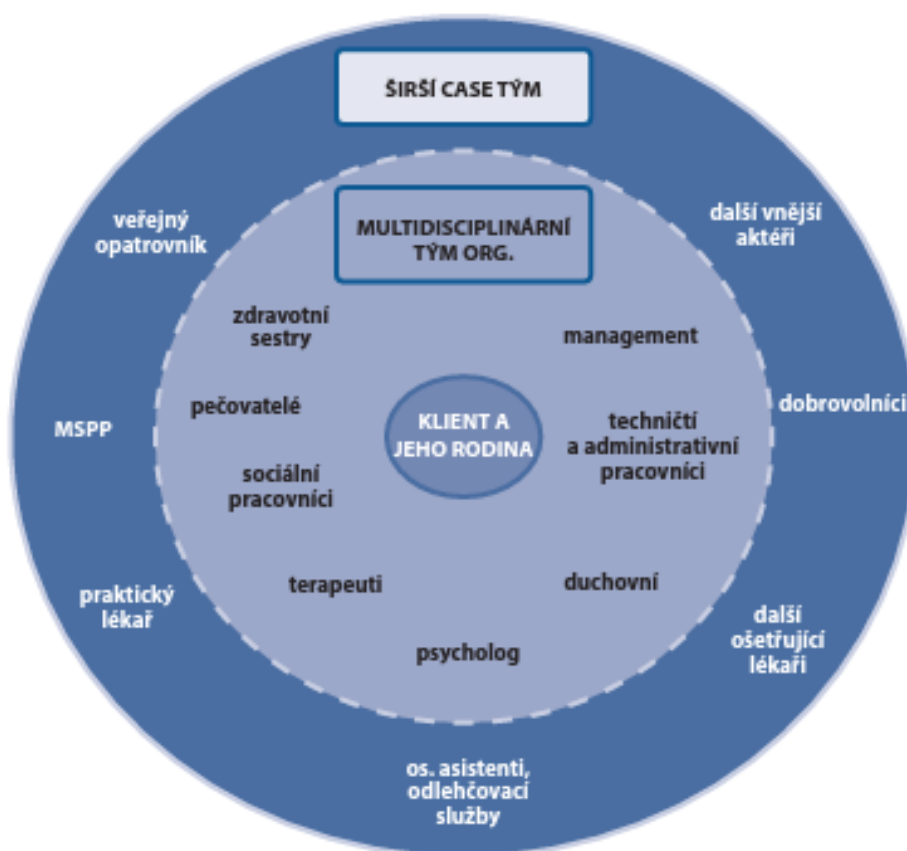 ŠIRŠÍ CASE TÝM
veřejný
opatrovník
další vnější
aktéři
MULTIDISCIPLINÁRNÍ
TÝM ORG.
zdravotní
sestry
management
pečovatelé
MSPP
KLIENT A
JEHO RODINA
techničtí
a administrativní
pracovníci
dobrovolníci
sociální
pracovníci
terapeuti
duchovní
praktický
lékař
další
ošetřující
lékaři
psycholog
os. asistenti,
odlehčovací
služby